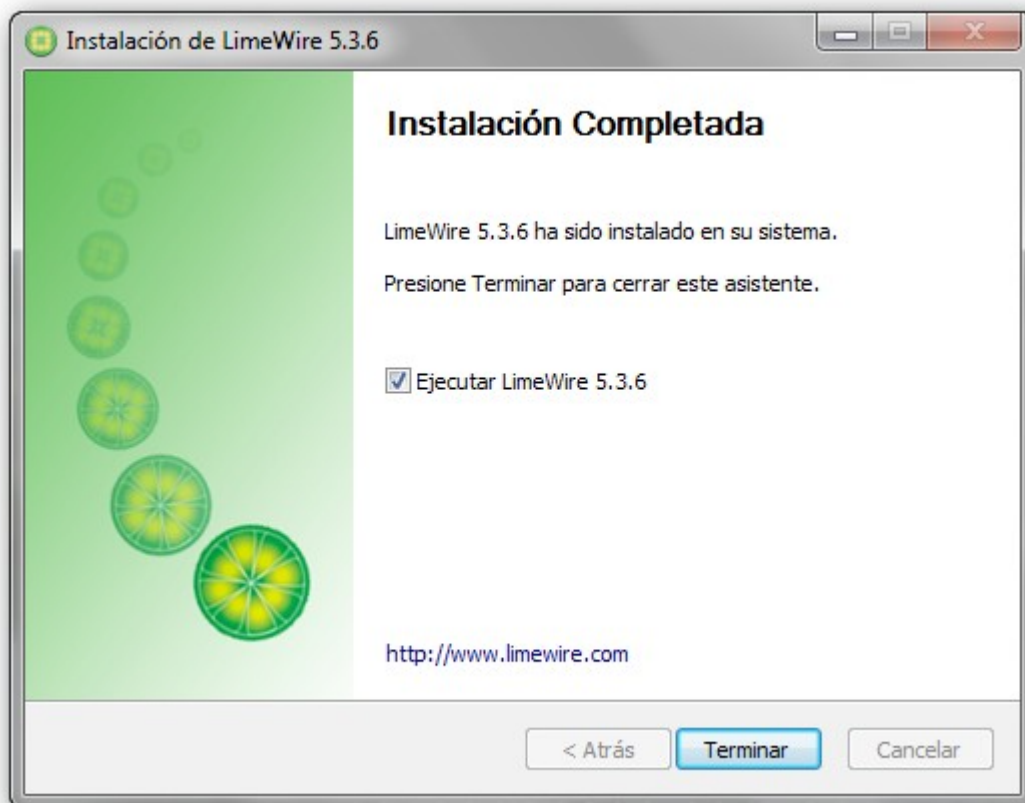 Instalación de LimeWire 5.3.6
Instalación Completada
LimeWire 5.3.6 ha sido instalado en su sistema.
Presione Terminar para cerrar este asistente.
Ejecutar LimeWire 5.3.6
http://www.limewire.com
< Atrás Terminar Cancelar